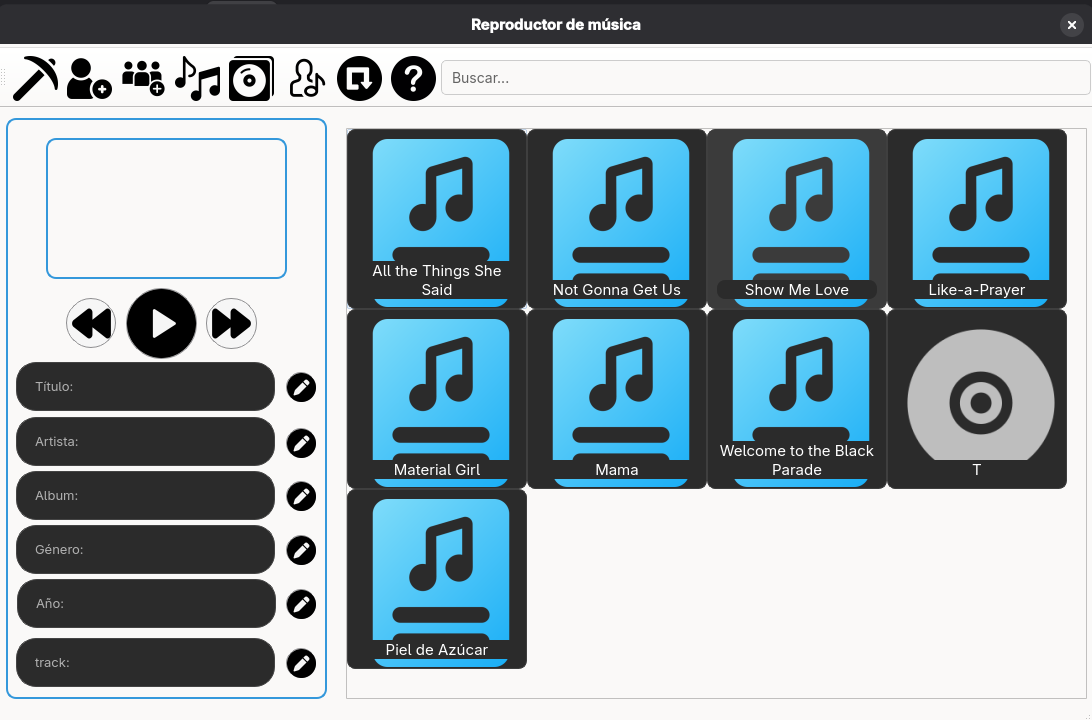 Reproductor de música
Buscar...
All the Things She
Said
Not Gonna Get Us
Show Me Love
Like-a-Prayer
Título:
Artista:
Album:
Género:
Año:
track:
Material Girl
Mama
Welcome to the Black
Parade
T
Piel de Azúcar